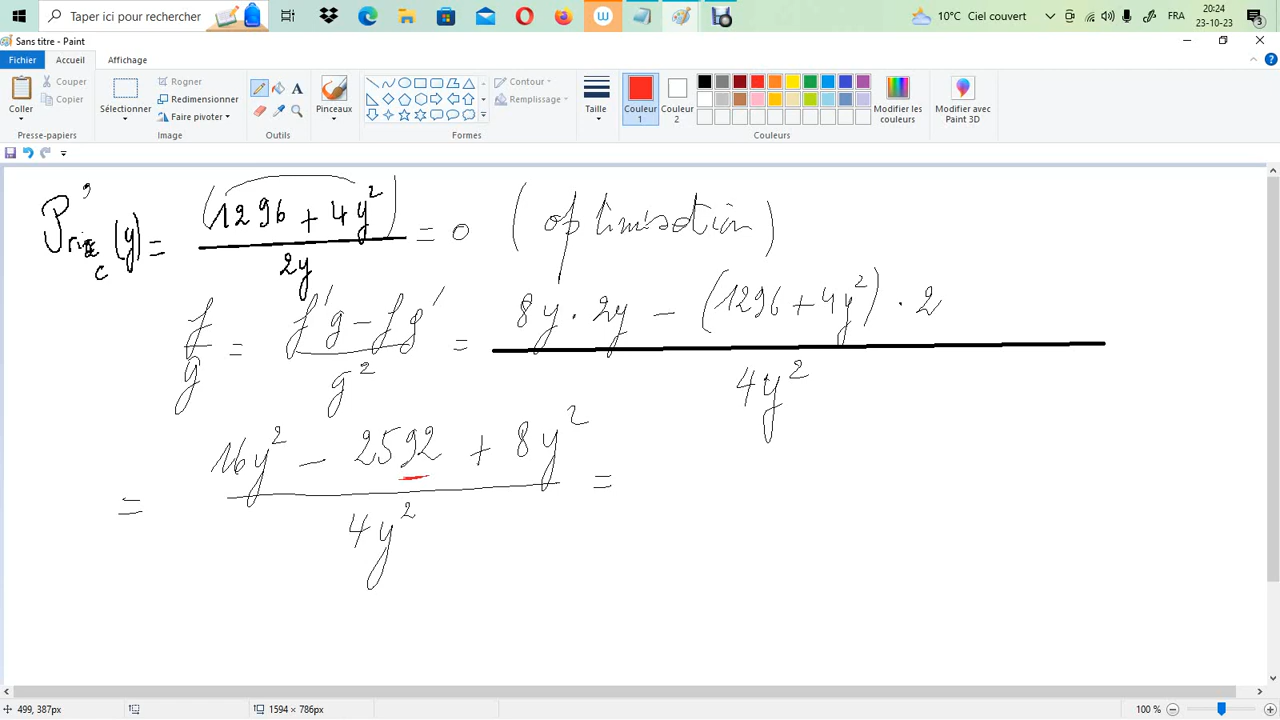 Taper ici pour rechercher
W
10°C Ciel couvert
FRA
20:24
23-10-23
3
Sans titre - Paint
Fichier Accueil Affichage
Coller
Couper
Copier
Sélectionner
Rogner
Redimensionner
Faire pivoter
A
Pinceaux
Contour
Remplissage
Taille
Couleur 1
Couleur 2
Modifier les couleurs
Modifier avec Paint 3D
Presse-papiers
Image
Outils
Formes
Couleurs
(y) = (1296 + 4y²) / 2y = 0 (optimisation)
f/g = f'g - fg' / g² = 8y · 2y - (1296 + 4y²) · 2 / 4y²
= 16y² - 2592 + 8y² / 4y² =
499, 387px
1594 × 786px
100 %